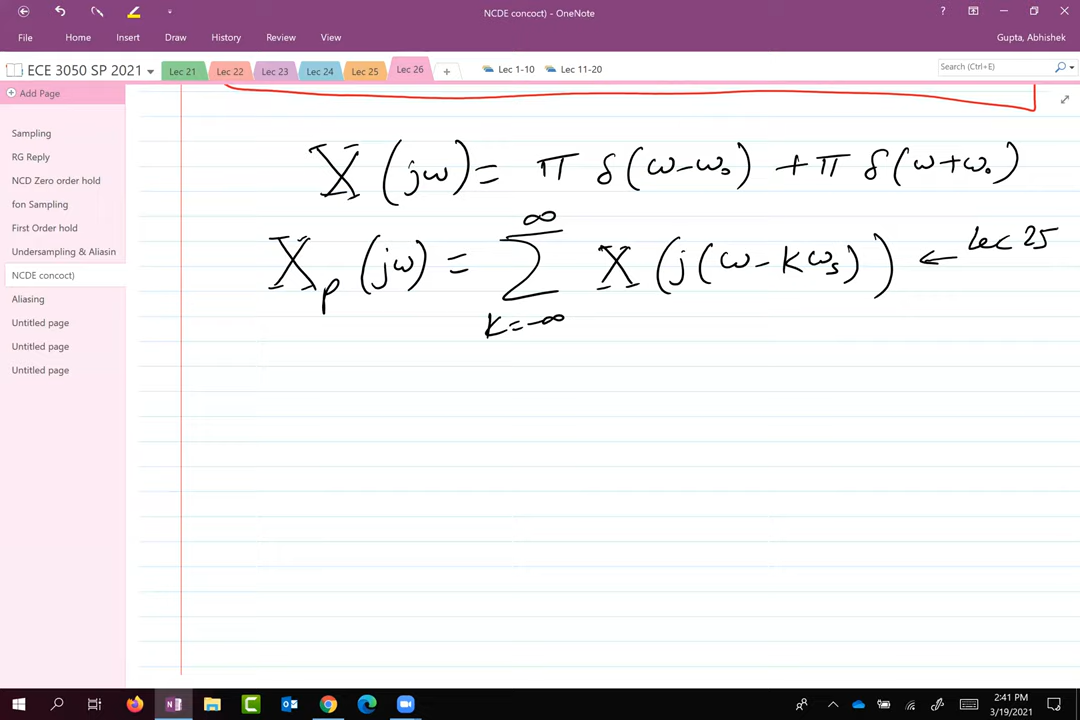 NCDE concoct) - OneNote
Gupta, Abhishek
File Home Insert Draw History Review View
ECE 3050 SP 2021
Lec 21 Lec 22 Lec 23 Lec 24 Lec 25 Lec 26 + Lec 1-10 Lec 11-20
Search (Ctrl+E)
Add Page
Sampling
RG Reply
NCD Zero order hold
fon Sampling
First Order hold
Undersampling & Aliasin
NCDE concoct)
Aliasing
Untitled page
Untitled page
Untitled page
X(jω) = π δ(ω-ω₀) + π δ(ω+ω₀)
Xₚ(jω) = ∞ Σ k=-∞ X(j(ω-kωₛ)) ← Lec 25
2:41 PM
3/19/2021